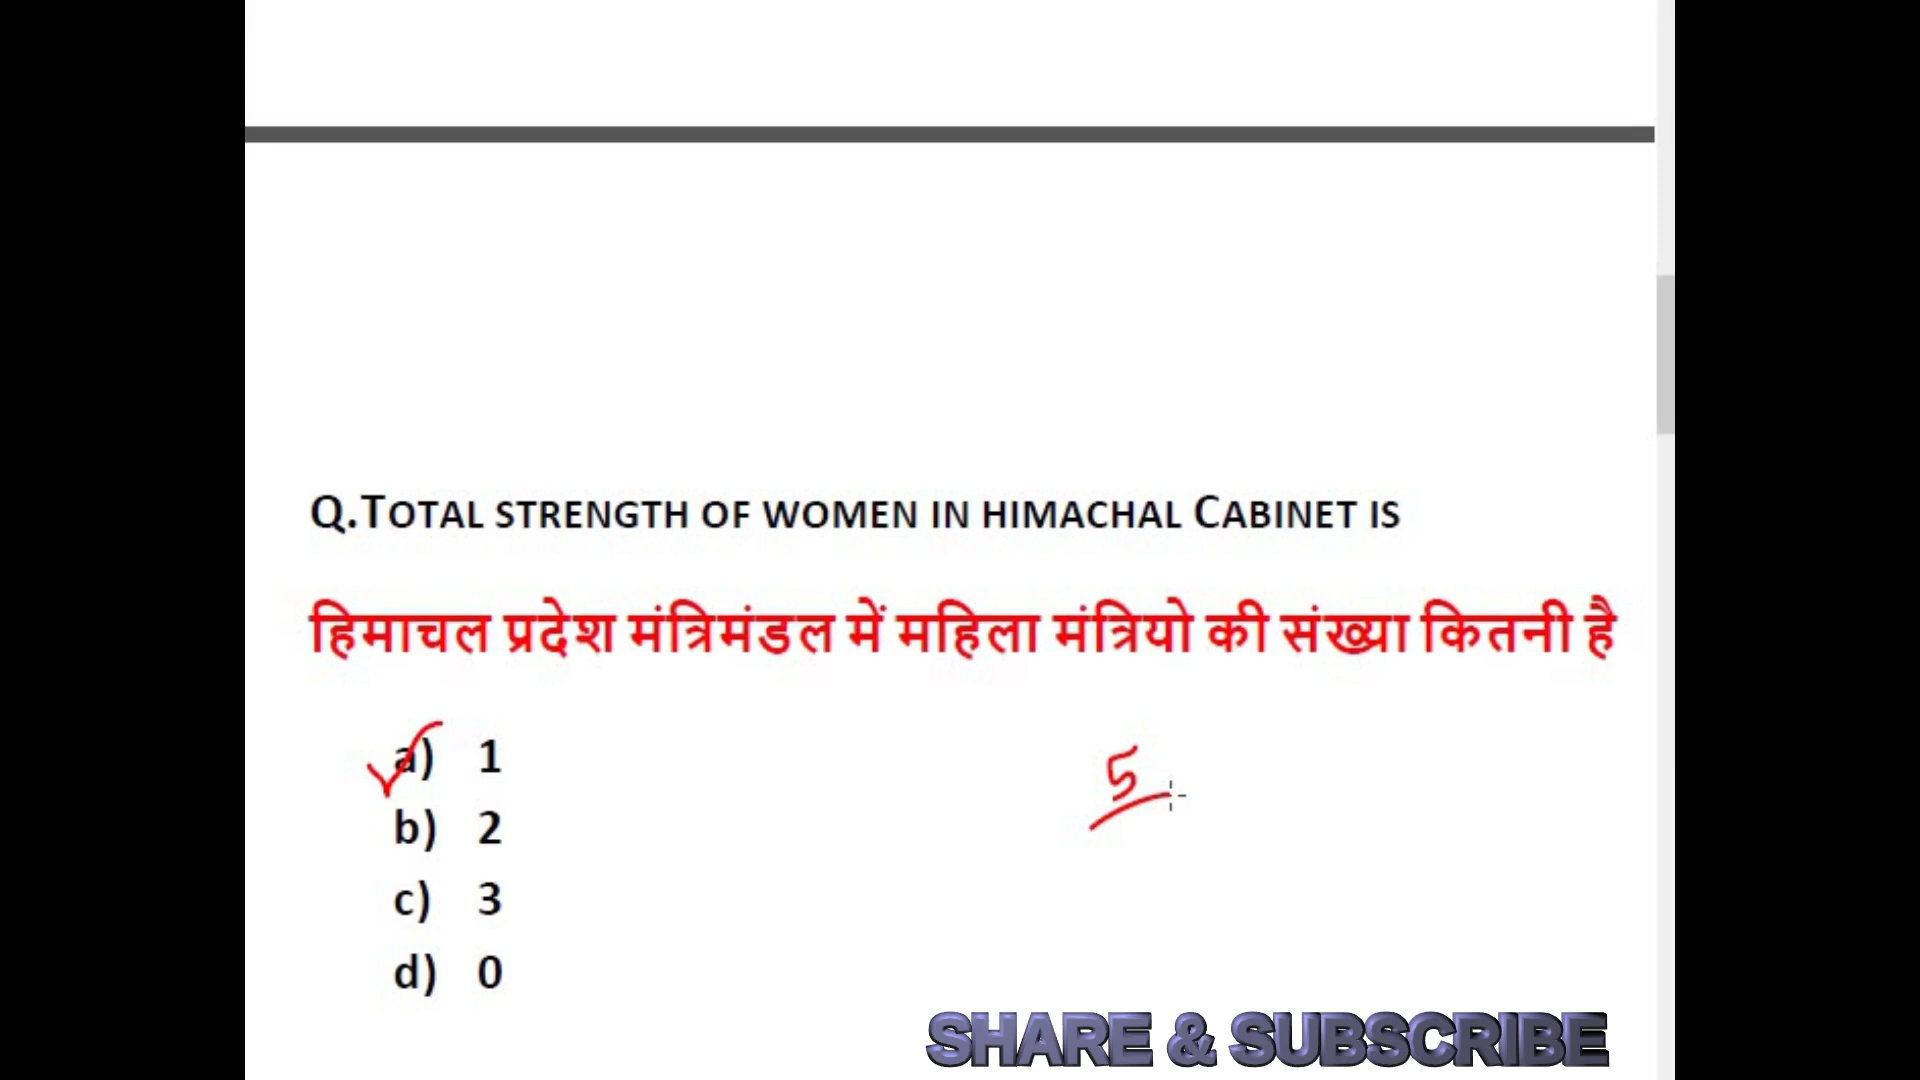 Q.TOTAL STRENGTH OF WOMEN IN HIMACHAL CABINET IS
हिमाचल प्रदेश मंत्रिमंडल में महिला मंत्रियो की संख्या कितनी है
a) 1
5
b) 2
c) 3
d) 0
SHARE & SUBSCRIBE